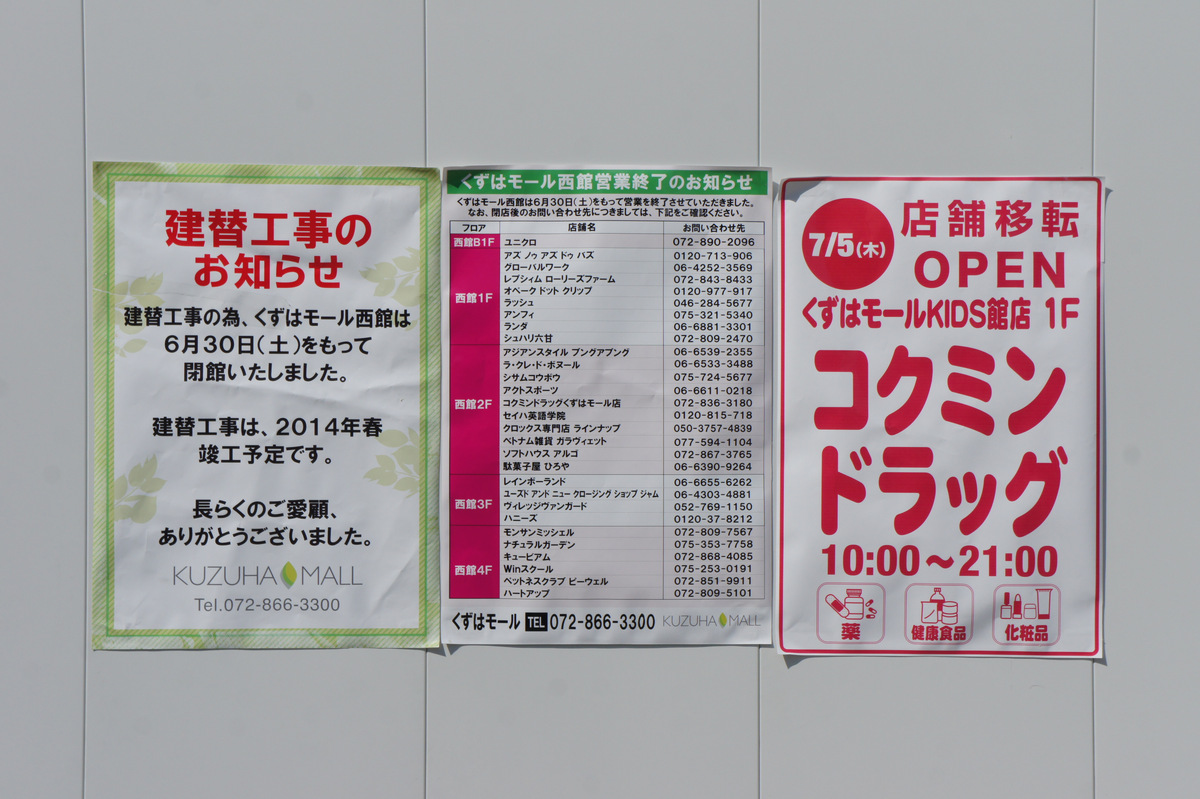 建替工事の
お知らせ
建替工事の為、くずはモール西館は
6月30日(土)をもって
閉館いたしました。
建替工事は、2014年春
竣工予定です。
長らくのご愛顧、
ありがとうございました。
KUZUHA MALL
Tel.072-866-3300
くずはモール西館営業終了のお知らせ
くずはモール西館は6月30日(土)をもって営業を終了させていただきました。
なお、閉店後のお問い合わせ先につきましては、下記をご確認ください。
フロア 店舗名 お問い合わせ先
西館B1F ユニクロ 072-890-2096
アズ ノゥ アズ ドゥ バズ 0120-713-906
グローバルワーク 06-4252-3569
レプシィム ローリーズファーム 072-843-8433
オペーク ドット クリップ 0120-977-917
西館1F ラッシュ 046-284-5677
アンフィ 075-321-5340
ランダ 06-6881-3301
シュハリ六甘 072-809-2470
アジアンスタイル ブングアブング 06-6539-2355
ラ・クレ・ド・ボヌール 06-6533-3488
シサムコウボウ 075-724-5677
アクトスポーツ 06-6611-0218
西館2F コクミンドラッグくずはモール店 072-836-3180
セイハ英語学院 0120-815-718
クロックス専門店 ラインナップ 050-3757-4839
ベトナム雑貨 ガラヴェット 077-594-1104
ソフトハウス アルゴ 072-867-3765
駄菓子屋 ひろや 06-6390-9264
レインボーランド 06-6655-6262
ユーズド アンド ニュー クロージング ショップ ジャム 06-4303-4881
西館3F ヴィレッジヴァンガード 052-769-1150
ハニーズ 0120-37-8212
モンサンミッシェル 072-809-7567
ナチュラルガーデン 075-353-7758
キュービアム 072-868-4085
西館4F Winスクール 075-253-0191
ペットネスクラブ ビーウェル 072-851-9911
ハートアップ 072-809-5101
くずはモール TEL 072-866-3300 KUZUHA MALL
7/5(木) 店舗移転
OPEN
くずはモールKIDS館店 1F
コクミン
ドラッグ
10:00～21:00
薬 健康食品 化粧品